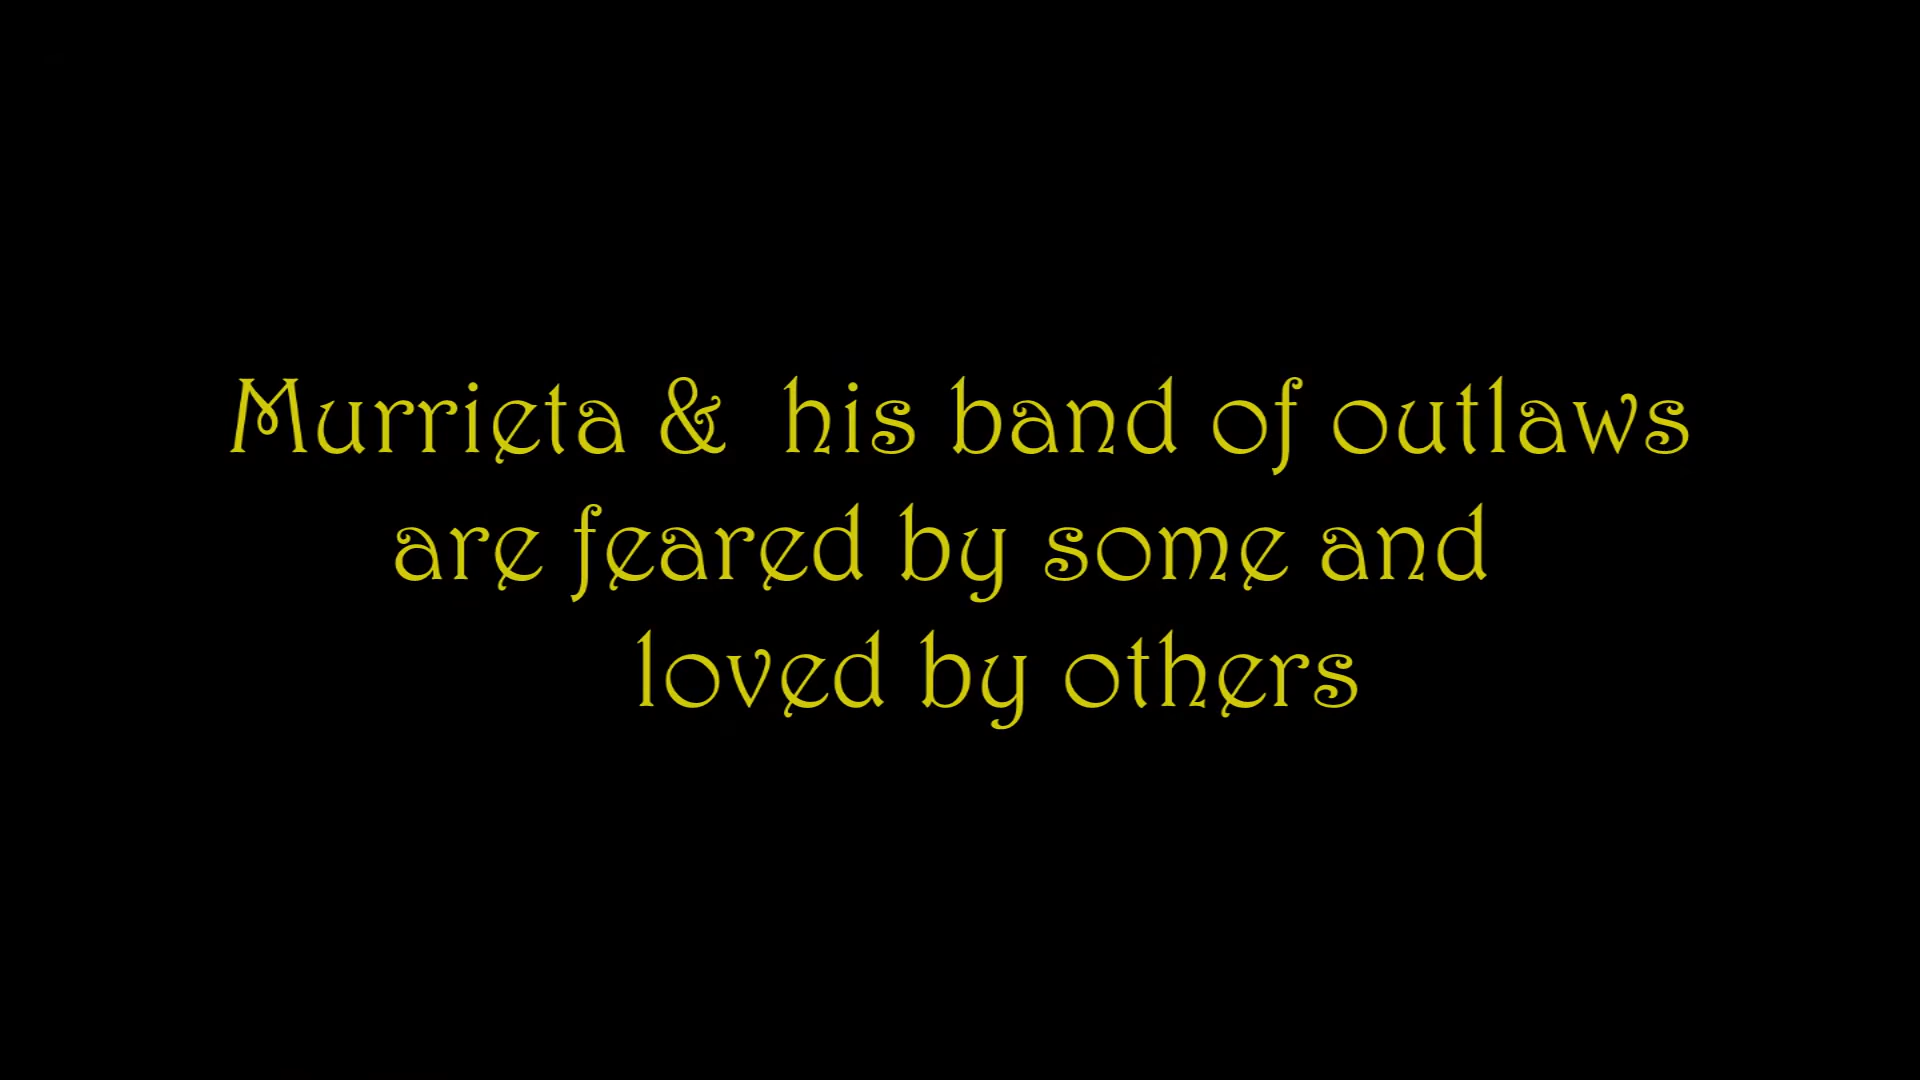 Murrieta & his band of outlaws
are feared by some and
loved by others